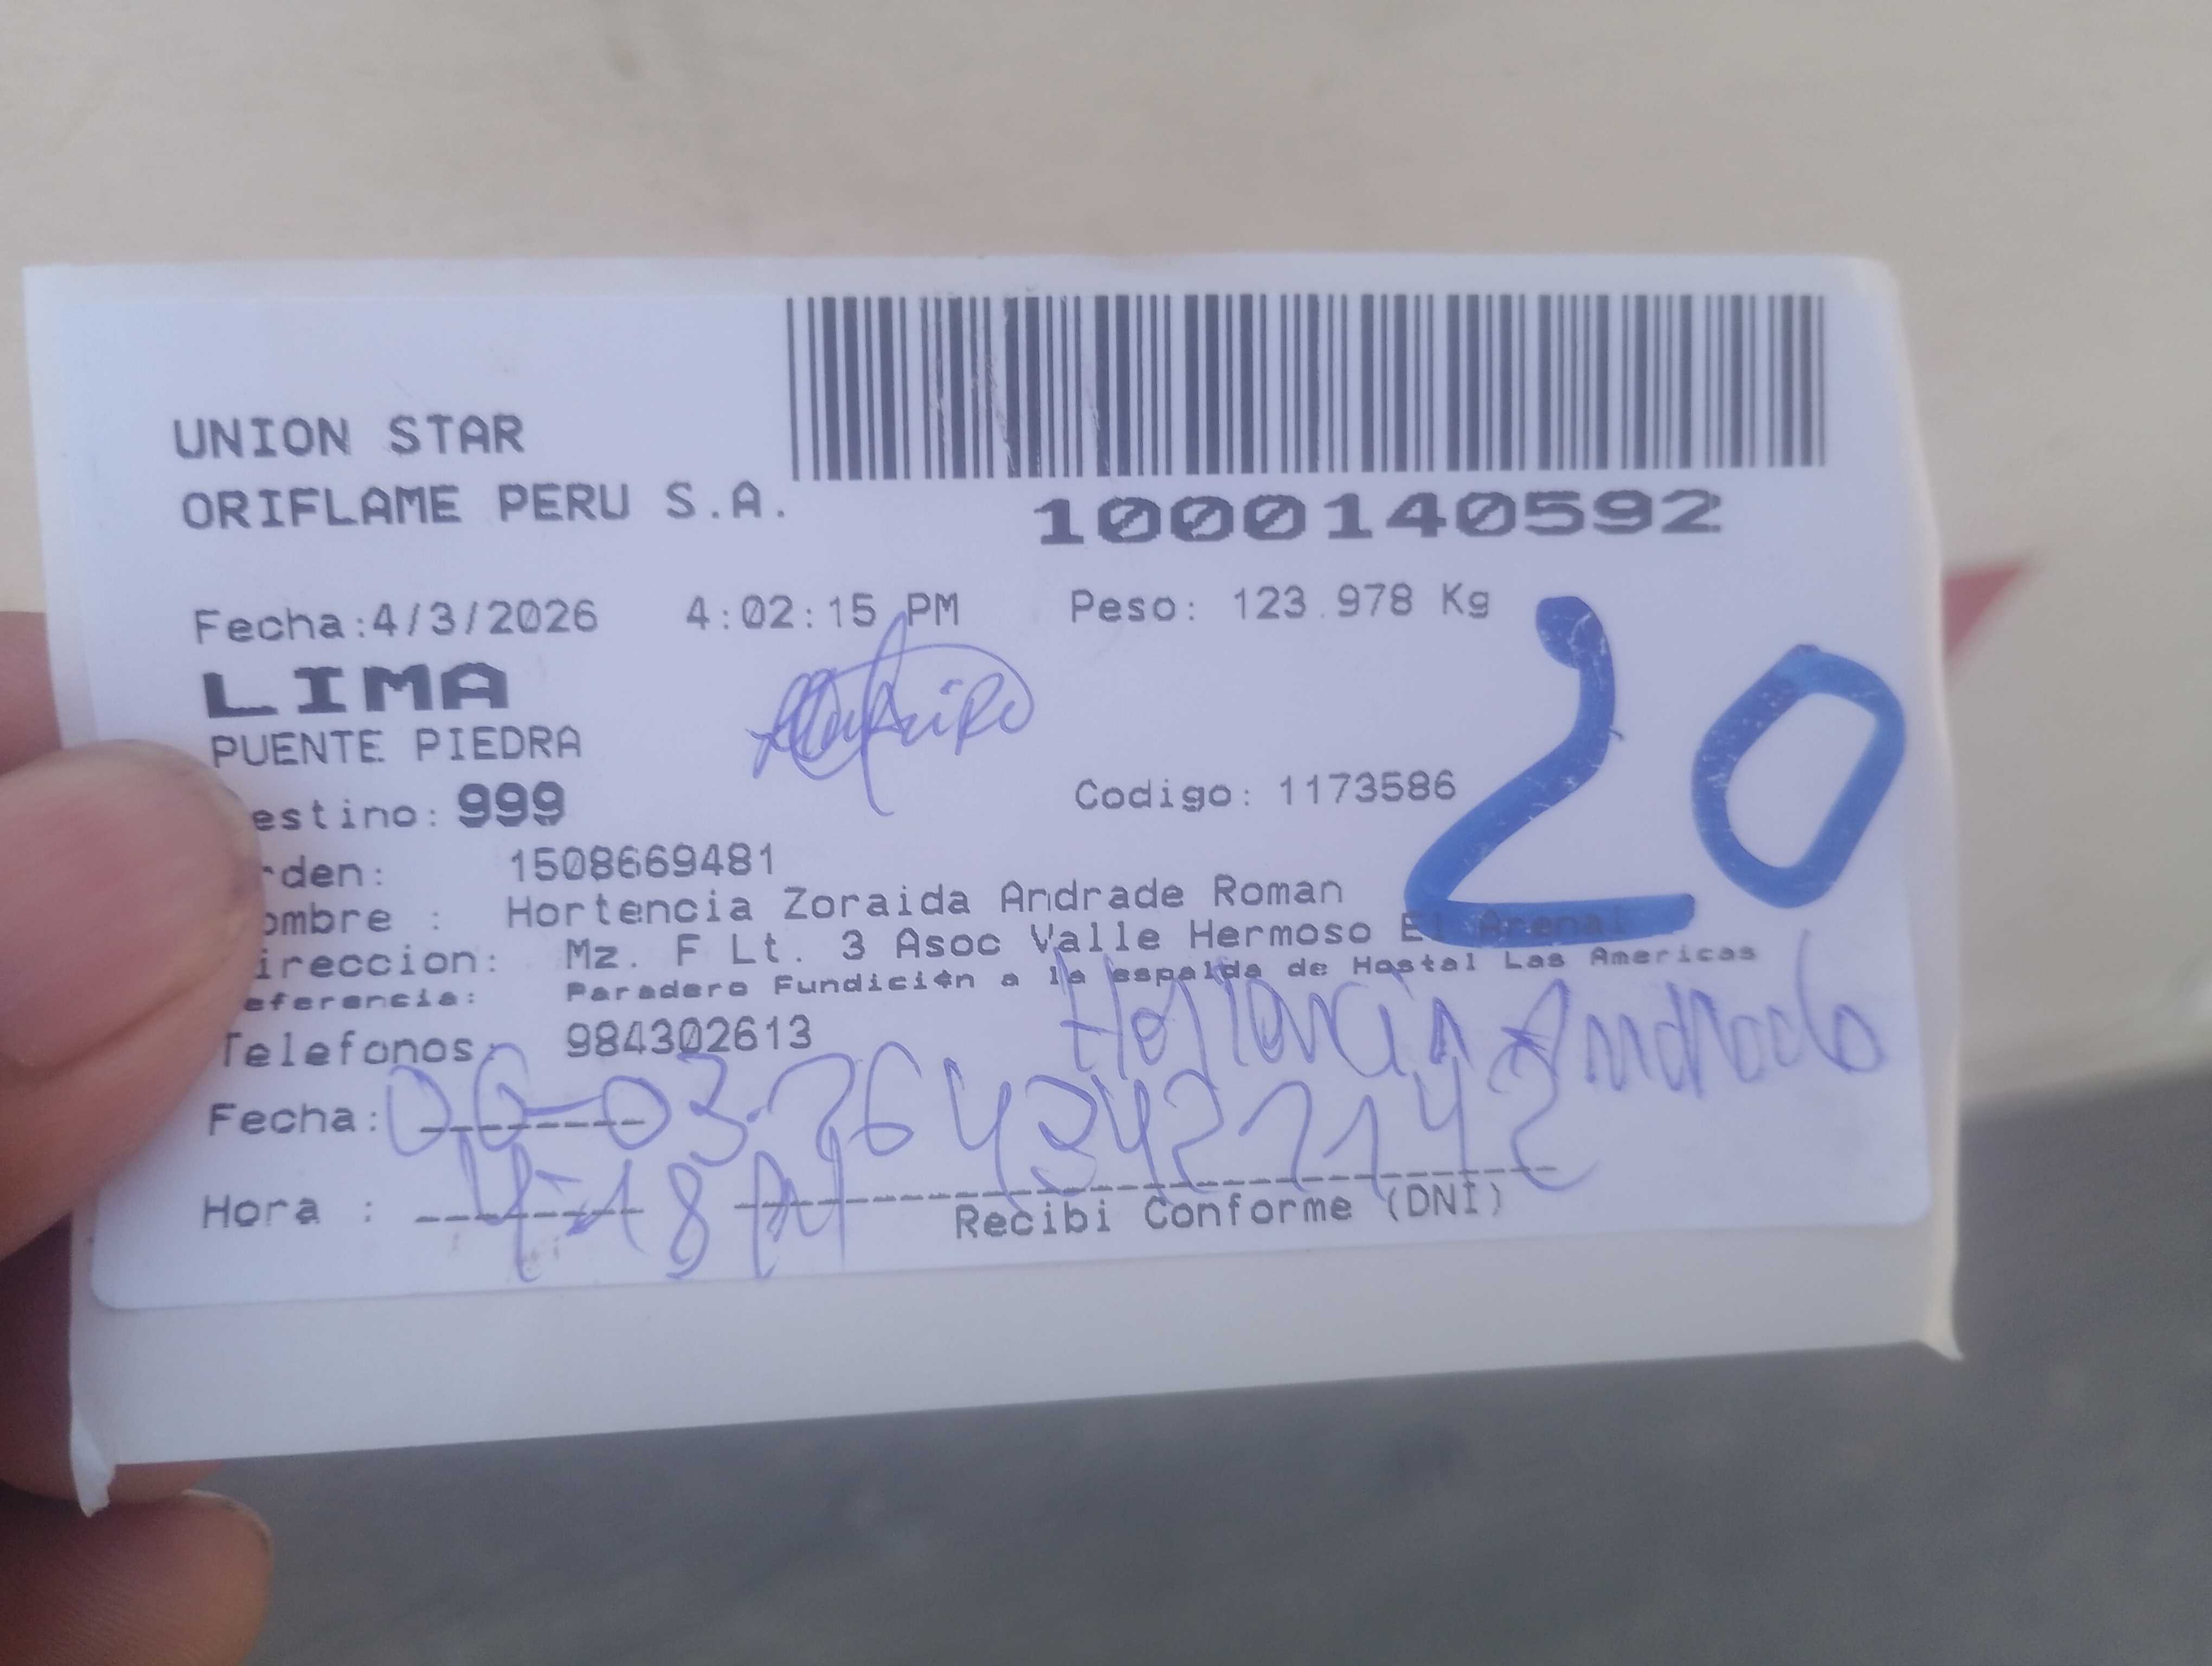 UNION STAR
ORIFLAME PERU S.A.
1000140592
Fecha:4/3/2026 4:02:15 PM Peso: 123.978 Kg
LIMA
PUENTE PIEDRA
20
estino: 999 Codigo: 1173586
rden: 1508669481
ombre : Hortencia Zoraida Andrade Roman
ireccion: Mz. F Lt. 3 Asoc Valle Hermoso El Arenal
eferencia: Paradero Fundición a la espalda de Hostal Las Americas
Telefonos: 984302613
Hortencia Andrade
Fecha: 06-03-26
Hora : 4-18 PM
Recibi Conforme (DNI)